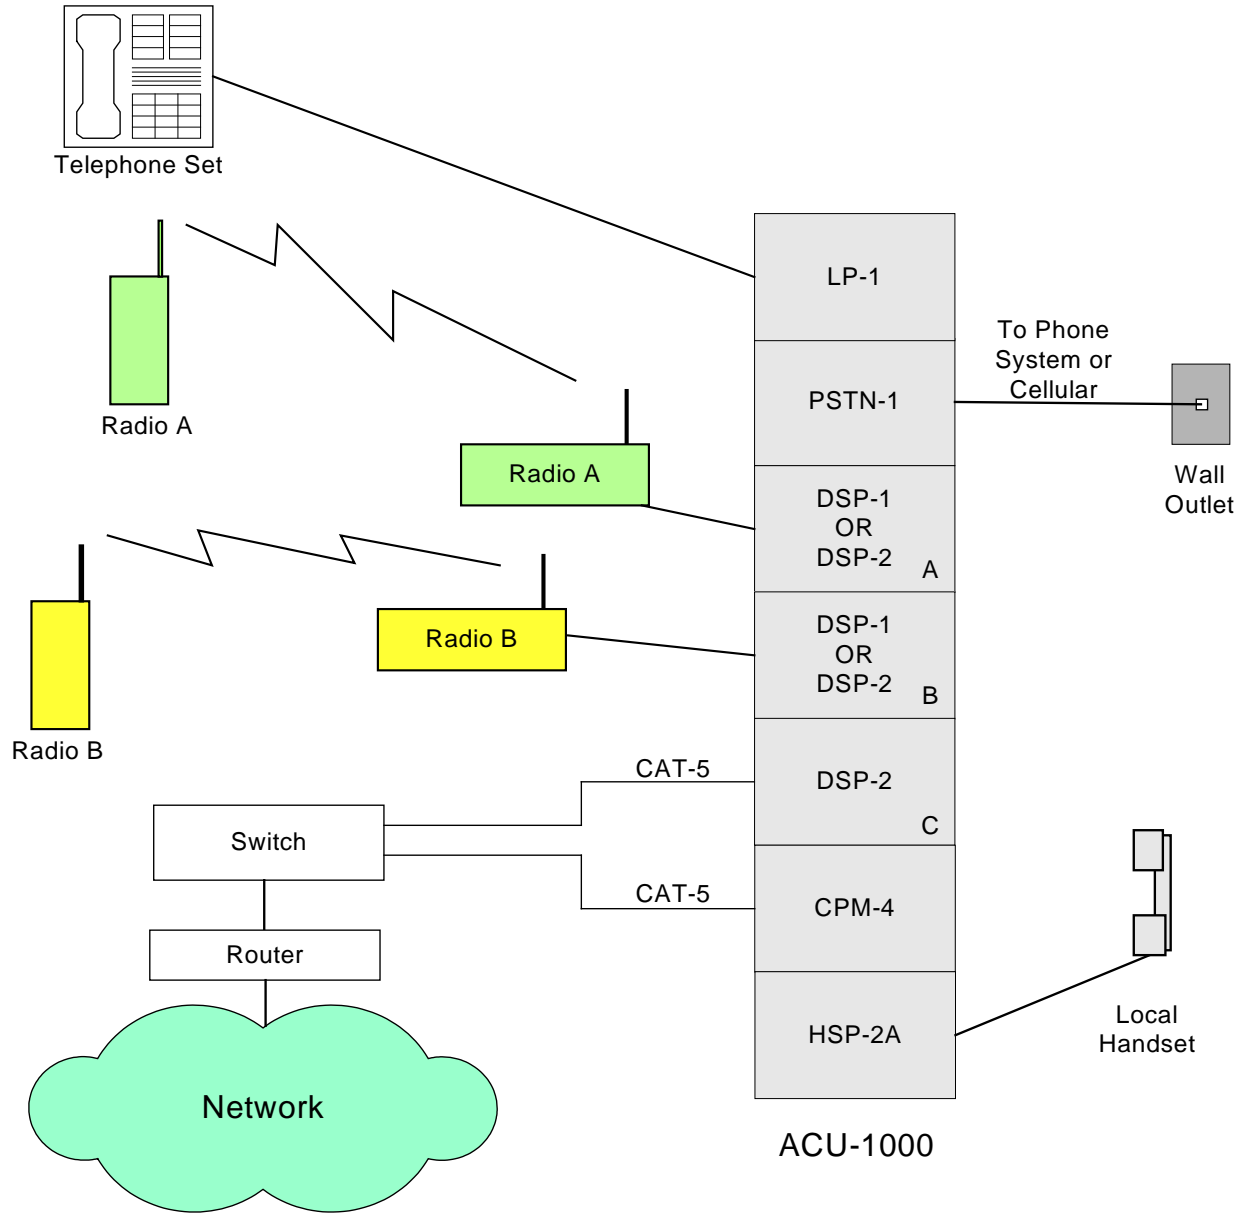 Telephone Set
LP-1
To Phone
System or
Cellular
PSTN-1
Radio A
Radio A
Wall
Outlet
DSP-1
OR
DSP-2
A
Radio B
DSP-1
OR
DSP-2
B
Radio B
CAT-5
DSP-2
C
Switch
CAT-5
CPM-4
Router
HSP-2A
Local
Handset
Network
ACU-1000